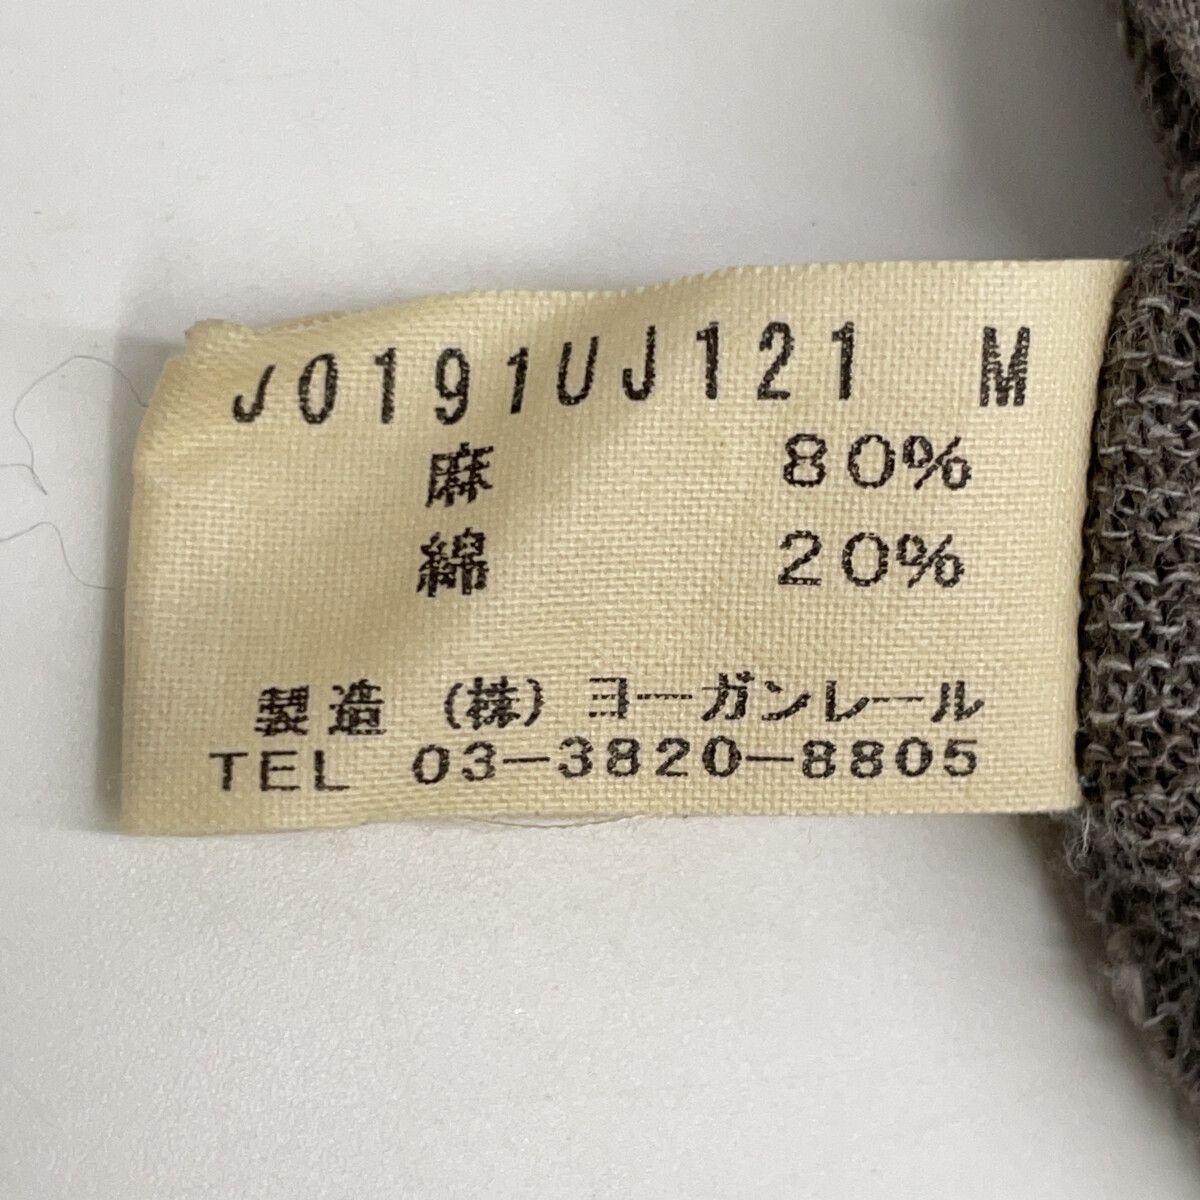 J0191UJ121 M
麻 80%
綿 20%
製造 (株) ヨーガンレール
TEL 03-3820-8805